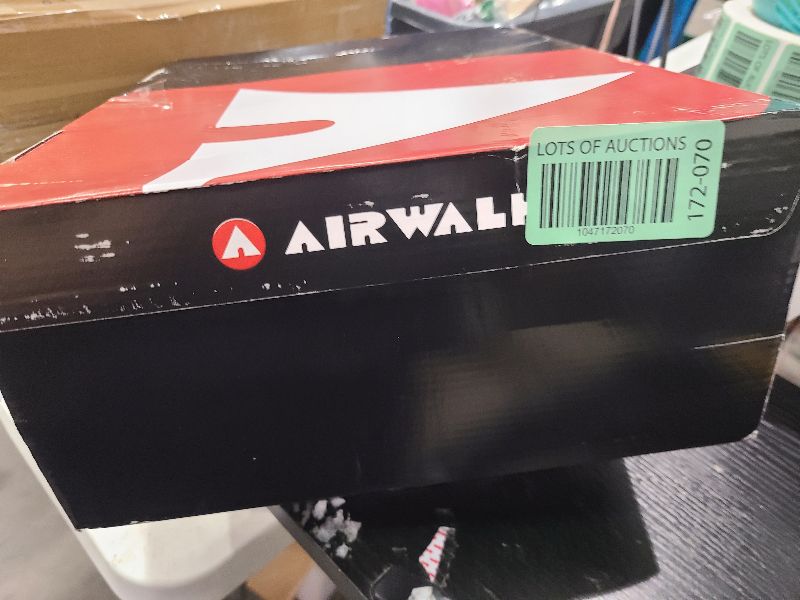 AIRWALK
LOTS OF AUCTIONS
1047172070
172-070